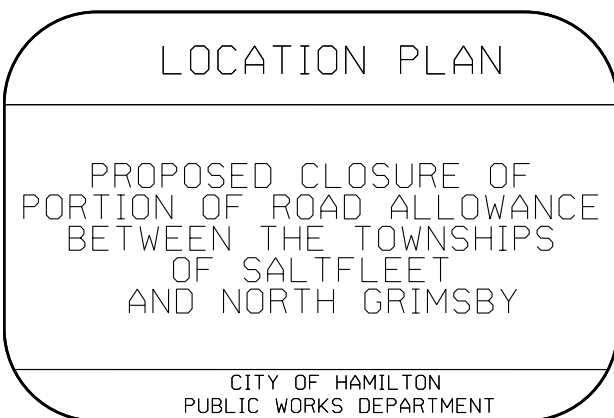 LOCATION PLAN
PROPOSED CLOSURE OF
PORTION OF ROAD ALLOWANCE
BETWEEN THE TOWNSHIPS
OF SALTFLEET
AND NORTH GRIMSBY
CITY OF HAMILTON
PUBLIC WORKS DEPARTMENT